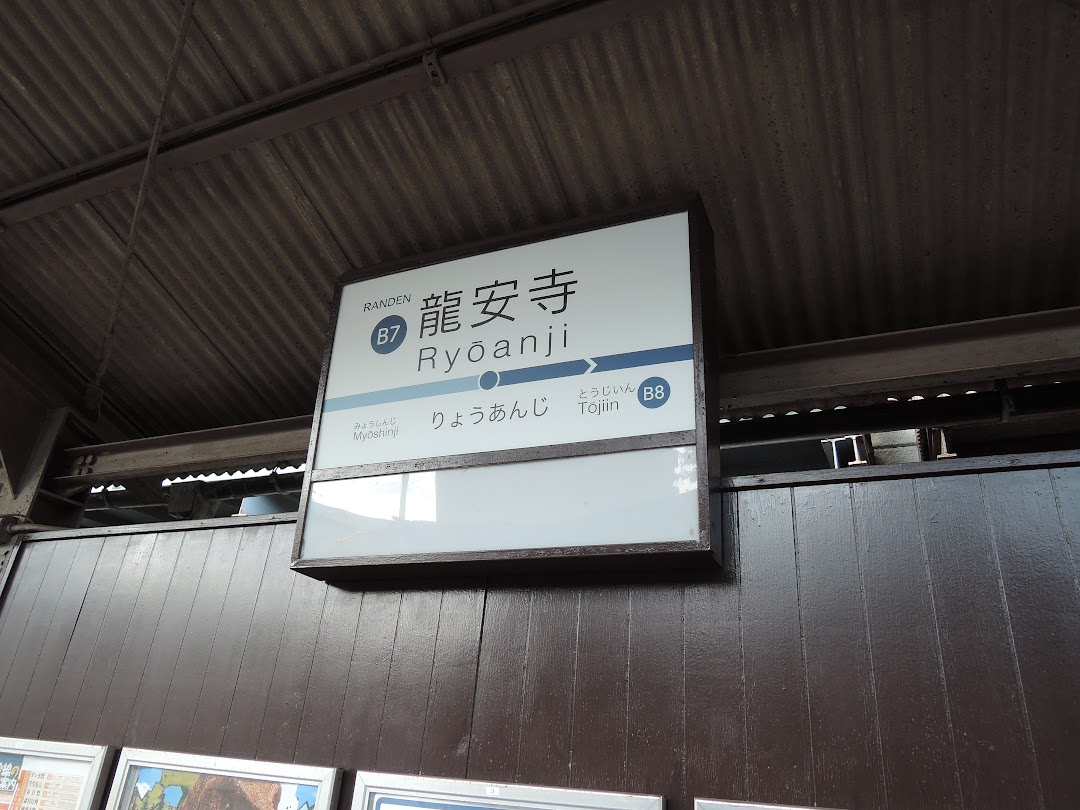 RANDEN
B7
龍安寺
Ryōanji
みょうしんじ
Myōshinji
りょうあんじ
とうじいん
Tōjiin
B8